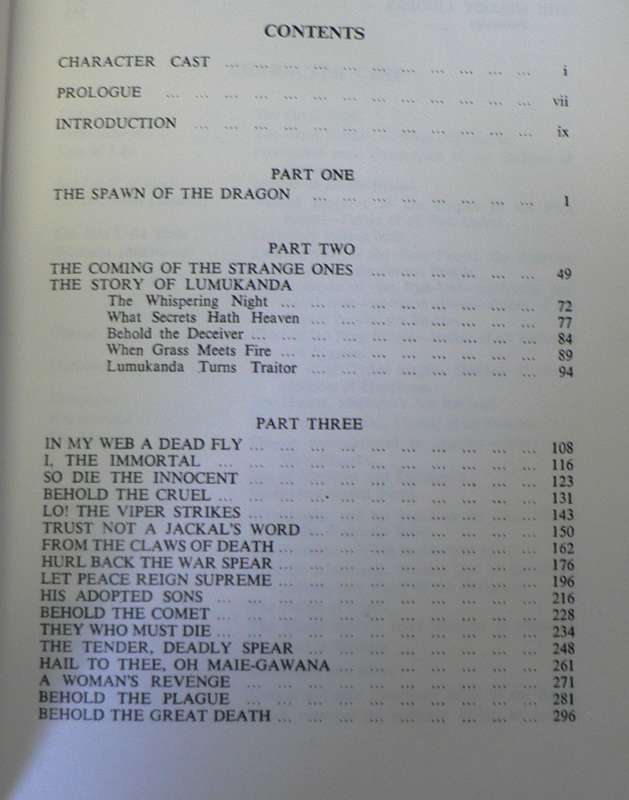 CONTENTS
CHARACTER CAST ... ... ... ... ... ... ... ... ... ... ... i
PROLOGUE ... ... ... ... ... ... ... ... ... ... ... ... ... vii
INTRODUCTION ... ... ... ... ... ... ... ... ... ... ... ... ix
PART ONE
THE SPAWN OF THE DRAGON ... ... ... ... ... ... ... ... 1
PART TWO
THE COMING OF THE STRANGE ONES ... ... ... ... ... ... 49
THE STORY OF LUMUKANDA
The Whispering Night ... ... ... ... ... ... ... ... ... 72
What Secrets Hath Heaven ... ... ... ... ... ... ... ... 77
Behold the Deceiver ... ... ... ... ... ... ... ... ... ... 84
When Grass Meets Fire ... ... ... ... ... ... ... ... ... 89
Lumukanda Turns Traitor ... ... ... ... ... ... ... ... 94
PART THREE
IN MY WEB A DEAD FLY ... ... ... ... ... ... ... ... ... ... 108
I, THE IMMORTAL ... ... ... ... ... ... ... ... ... ... ... 116
SO DIE THE INNOCENT ... ... ... ... ... ... ... ... ... ... 123
BEHOLD THE CRUEL ... ... ... ... ... ... ... ... ... ... ... 131
LO! THE VIPER STRIKES ... ... ... ... ... ... ... ... ... ... 143
TRUST NOT A JACKAL'S WORD ... ... ... ... ... ... ... ... 150
FROM THE CLAWS OF DEATH ... ... ... ... ... ... ... ... ... 162
HURL BACK THE WAR SPEAR ... ... ... ... ... ... ... ... ... 176
LET PEACE REIGN SUPREME ... ... ... ... ... ... ... ... ... 196
HIS ADOPTED SONS ... ... ... ... ... ... ... ... ... ... ... 216
BEHOLD THE COMET ... ... ... ... ... ... ... ... ... ... ... 228
THEY WHO MUST DIE ... ... ... ... ... ... ... ... ... ... ... 234
THE TENDER, DEADLY SPEAR ... ... ... ... ... ... ... ... 248
HAIL TO THEE, OH MAIE-GAWANA ... ... ... ... ... ... ... 261
A WOMAN'S REVENGE ... ... ... ... ... ... ... ... ... ... 271
BEHOLD THE PLAGUE ... ... ... ... ... ... ... ... ... ... 281
BEHOLD THE GREAT DEATH ... ... ... ... ... ... ... ... ... 296